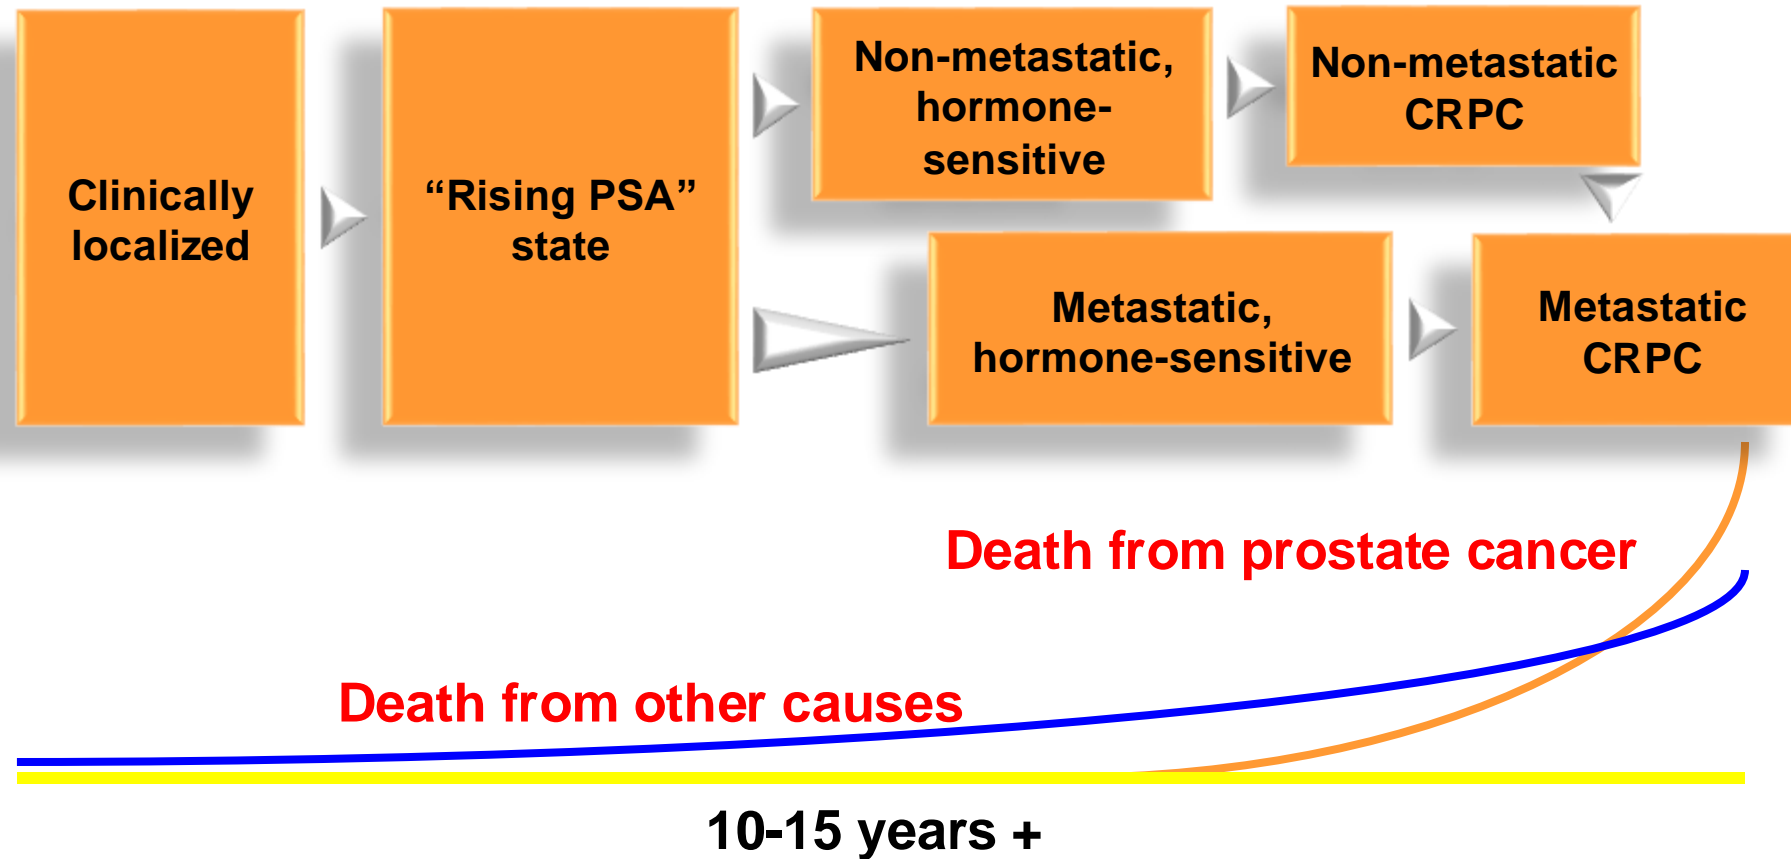 Clinically
localized
“Rising PSA”
state
Non-metastatic,
hormone-
sensitive
Non-metastatic
CRPC
Metastatic,
hormone-sensitive
Metastatic
CRPC
Death from prostate cancer
Death from other causes
10-15 years +